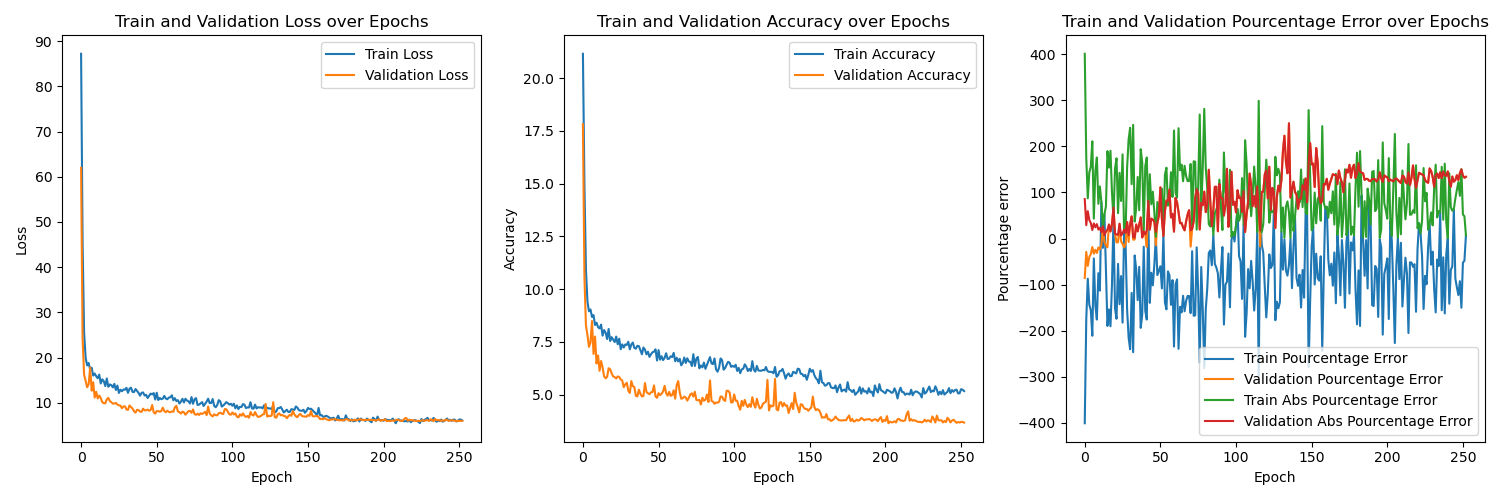 Train and Validation Loss over Epochs
90
80
70
60
50
40
30
20
10
Loss
0
50
100
150
200
250
Epoch
Train Loss
Validation Loss
Train and Validation Accuracy over Epochs
20.0
17.5
15.0
12.5
10.0
7.5
5.0
Accuracy
0
50
100
150
200
250
Epoch
Train Accuracy
Validation Accuracy
Train and Validation Pourcentage Error over Epochs
400
300
200
100
0
−100
−200
−300
−400
Pourcentage error
0
50
100
150
200
250
Epoch
Train Pourcentage Error
Validation Pourcentage Error
Train Abs Pourcentage Error
Validation Abs Pourcentage Error